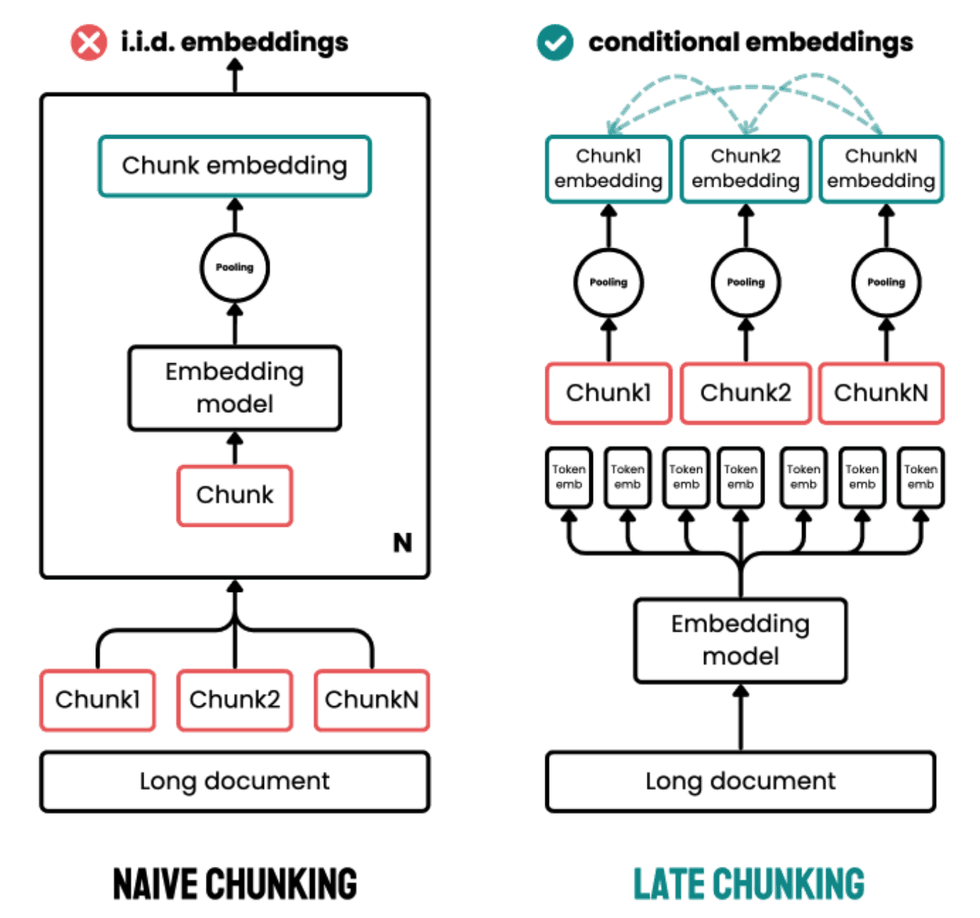 i.i.d. embeddings
Chunk embedding
Pooling
Embedding
model
Chunk
N
Chunk1 Chunk2 ChunkN
Long document
NAIVE CHUNKING
conditional embeddings
Chunk1 Chunk2 ChunkN
embedding embedding embedding
Pooling Pooling Pooling
Chunk1 Chunk2 ChunkN
Token Token Token Token Token Token Token
emb emb emb emb emb emb emb
Embedding
model
Long document
LATE CHUNKING